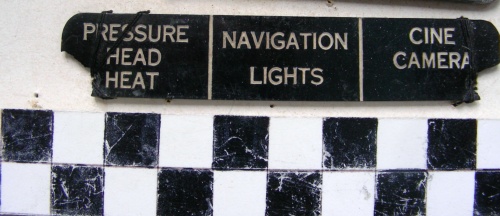 PRESSURE
HEAD
HEAT
NAVIGATION
LIGHTS
CINE
CAMERA